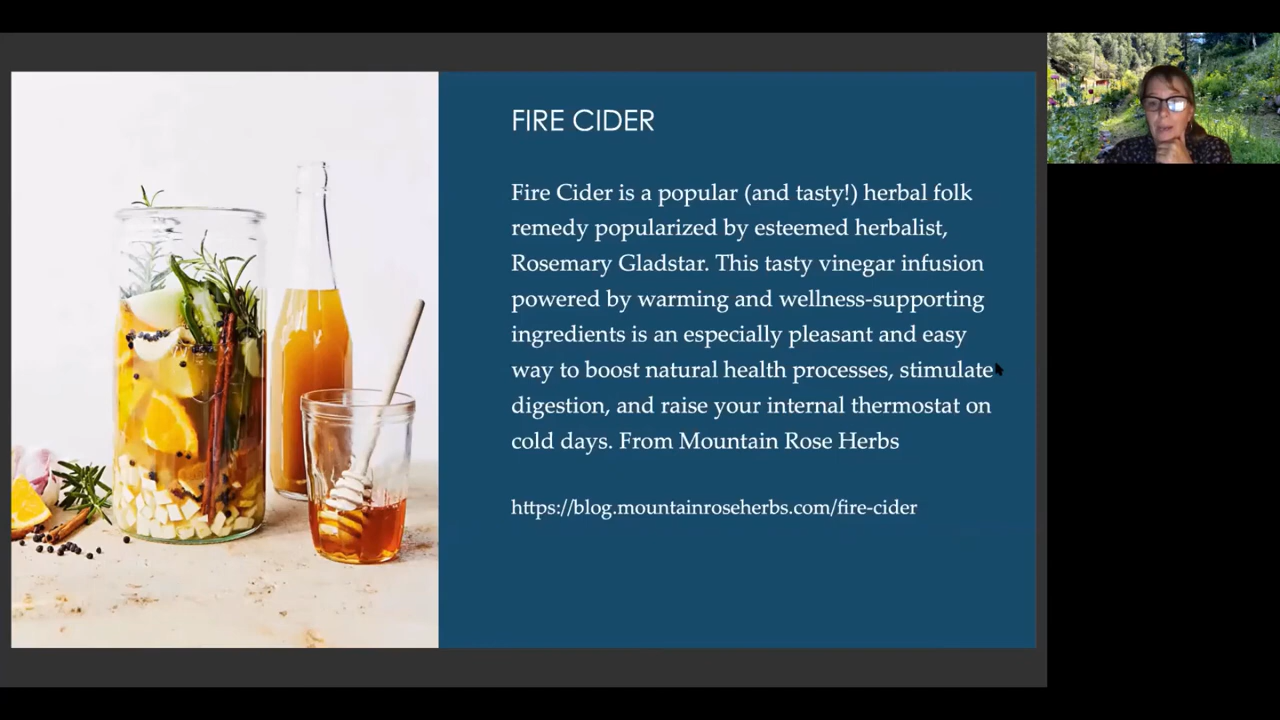 FIRE CIDER
Fire Cider is a popular (and tasty!) herbal folk
remedy popularized by esteemed herbalist,
Rosemary Gladstar. This tasty vinegar infusion
powered by warming and wellness-supporting
ingredients is an especially pleasant and easy
way to boost natural health processes, stimulate
digestion, and raise your internal thermostat on
cold days. From Mountain Rose Herbs
https://blog.mountainroseherbs.com/fire-cider